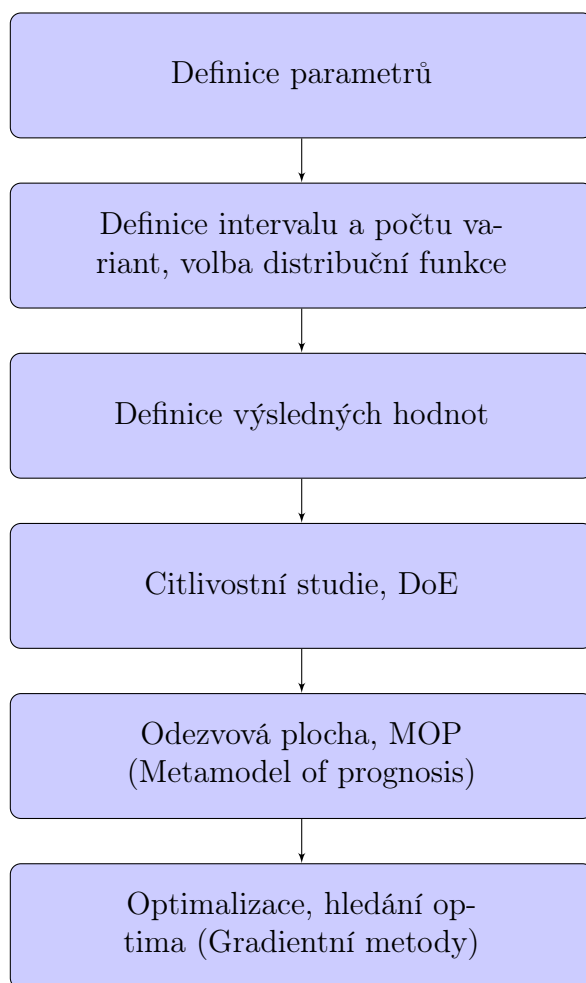 Definice parametrů
Definice intervalu a počtu va-
riant, volba distribuční funkce
Definice výsledných hodnot
Citlivostní studie, DoE
Odezvová plocha, MOP
(Metamodel of prognosis)
Optimalizace, hledání op-
tima (Gradientní metody)